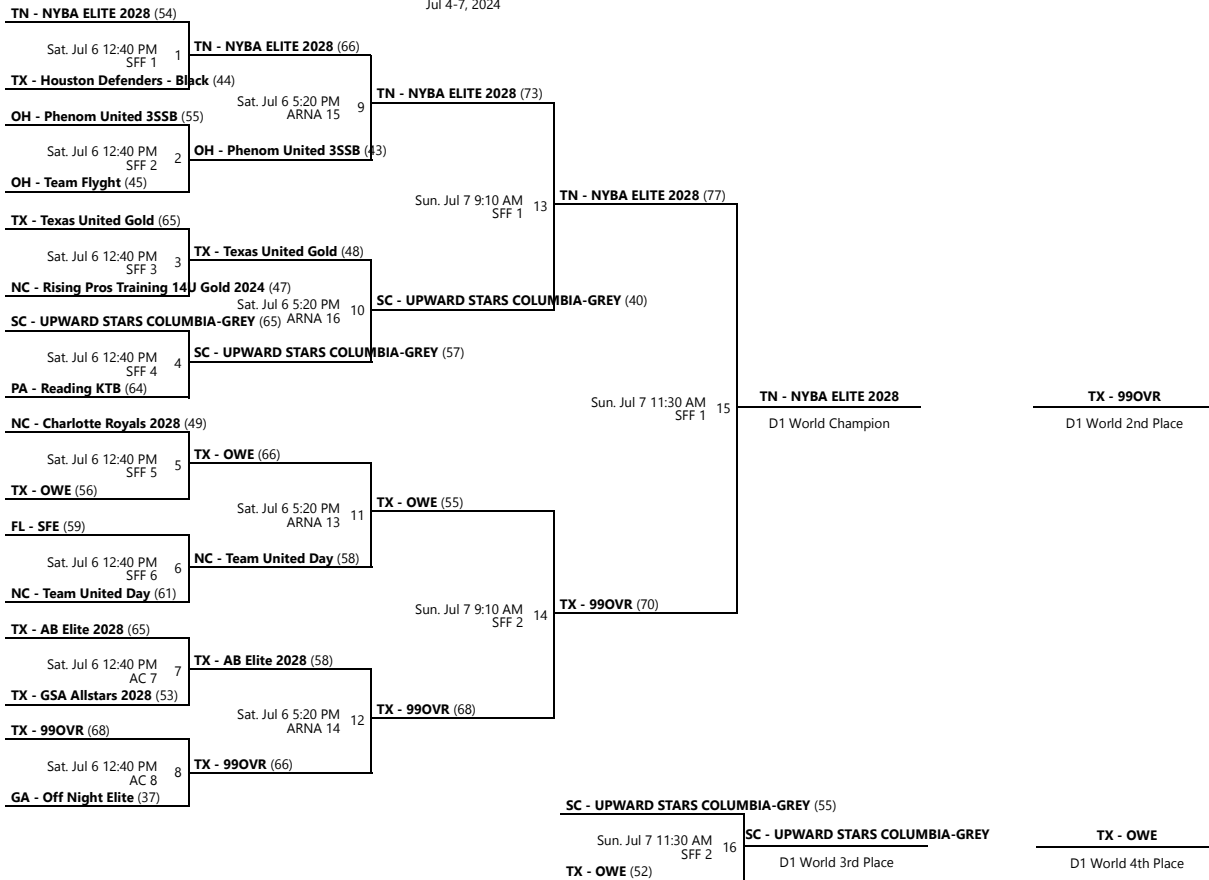 Jul 4-7, 2024
TN - NYBA ELITE 2028 (54)
Sat. Jul 6 12:40 PM
SFF 1
1
TX - Houston Defenders - Black (44)
OH - Phenom United 3SSB (55)
Sat. Jul 6 12:40 PM
SFF 2
2
OH - Team Flyght (45)
TX - Texas United Gold (65)
Sat. Jul 6 12:40 PM
SFF 3
3
NC - Rising Pros Training 14U Gold 2024 (47)
SC - UPWARD STARS COLUMBIA-GREY (65)
Sat. Jul 6 12:40 PM
SFF 4
4
PA - Reading KTB (64)
NC - Charlotte Royals 2028 (49)
Sat. Jul 6 12:40 PM
SFF 5
5
TX - OWE (56)
FL - SFE (59)
Sat. Jul 6 12:40 PM
SFF 6
6
NC - Team United Day (61)
TX - AB Elite 2028 (65)
Sat. Jul 6 12:40 PM
AC 7
7
TX - GSA Allstars 2028 (53)
TX - 99OVR (68)
Sat. Jul 6 12:40 PM
AC 8
8
GA - Off Night Elite (37)
TN - NYBA ELITE 2028 (66)
Sat. Jul 6 5:20 PM
ARNA 15
9
OH - Phenom United 3SSB (43)
TX - Texas United Gold (48)
Sat. Jul 6 5:20 PM
ARNA 16
10
SC - UPWARD STARS COLUMBIA-GREY (57)
TX - OWE (66)
Sat. Jul 6 5:20 PM
ARNA 13
11
NC - Team United Day (58)
TX - AB Elite 2028 (58)
Sat. Jul 6 5:20 PM
ARNA 14
12
TX - 99OVR (66)
TN - NYBA ELITE 2028 (73)
Sun. Jul 7 9:10 AM
SFF 1
13
SC - UPWARD STARS COLUMBIA-GREY (40)
TX - OWE (55)
Sun. Jul 7 9:10 AM
SFF 2
14
TX - 99OVR (68)
TN - NYBA ELITE 2028 (77)
Sun. Jul 7 11:30 AM
SFF 1
15
TX - 99OVR (70)
TN - NYBA ELITE 2028
D1 World Champion
TX - 99OVR
D1 World 2nd Place
SC - UPWARD STARS COLUMBIA-GREY (55)
Sun. Jul 7 11:30 AM
SFF 2
16
TX - OWE (52)
SC - UPWARD STARS COLUMBIA-GREY
D1 World 3rd Place
TX - OWE
D1 World 4th Place